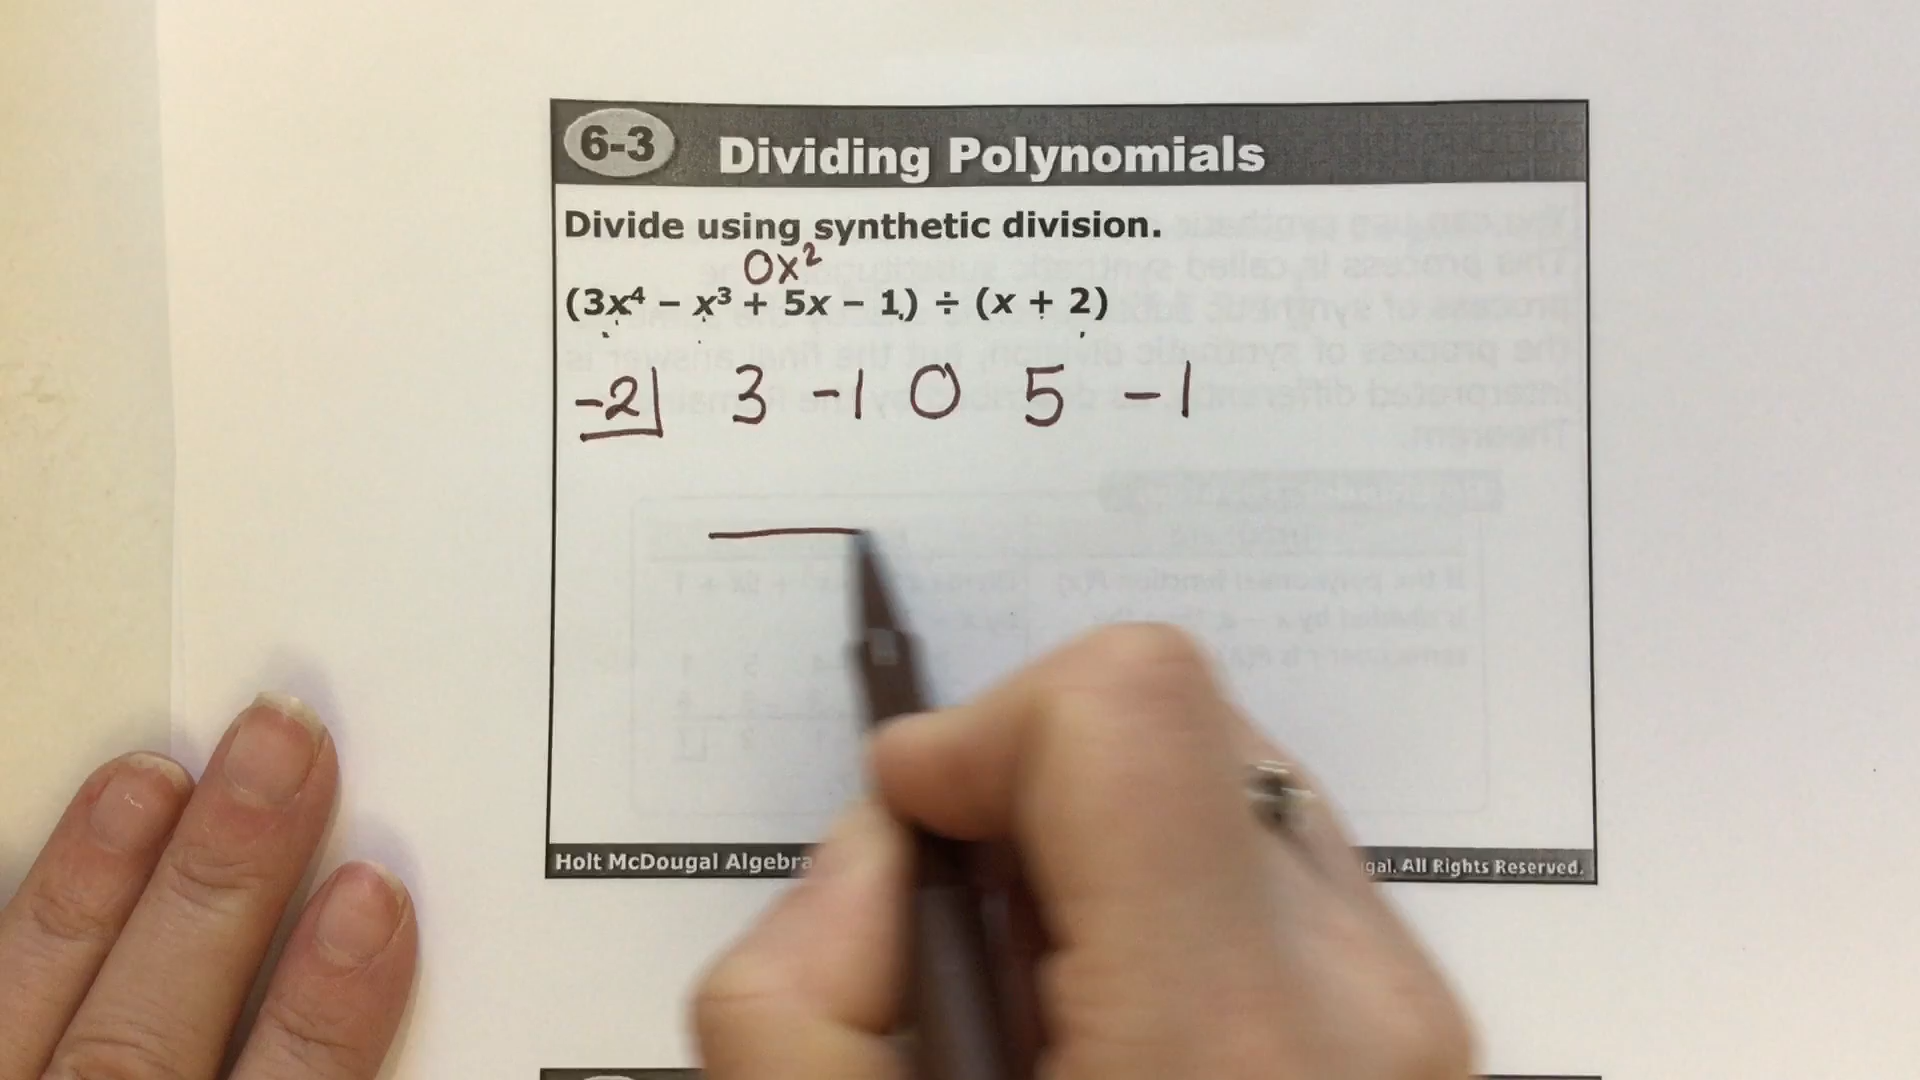 6-3 Dividing Polynomials
Divide using synthetic division.
0x²
(3x⁴ − x³ + 5x − 1) ÷ (x + 2)
-2 3 -1 0 5 -1
Holt McDougal Algebra
All Rights Reserved.